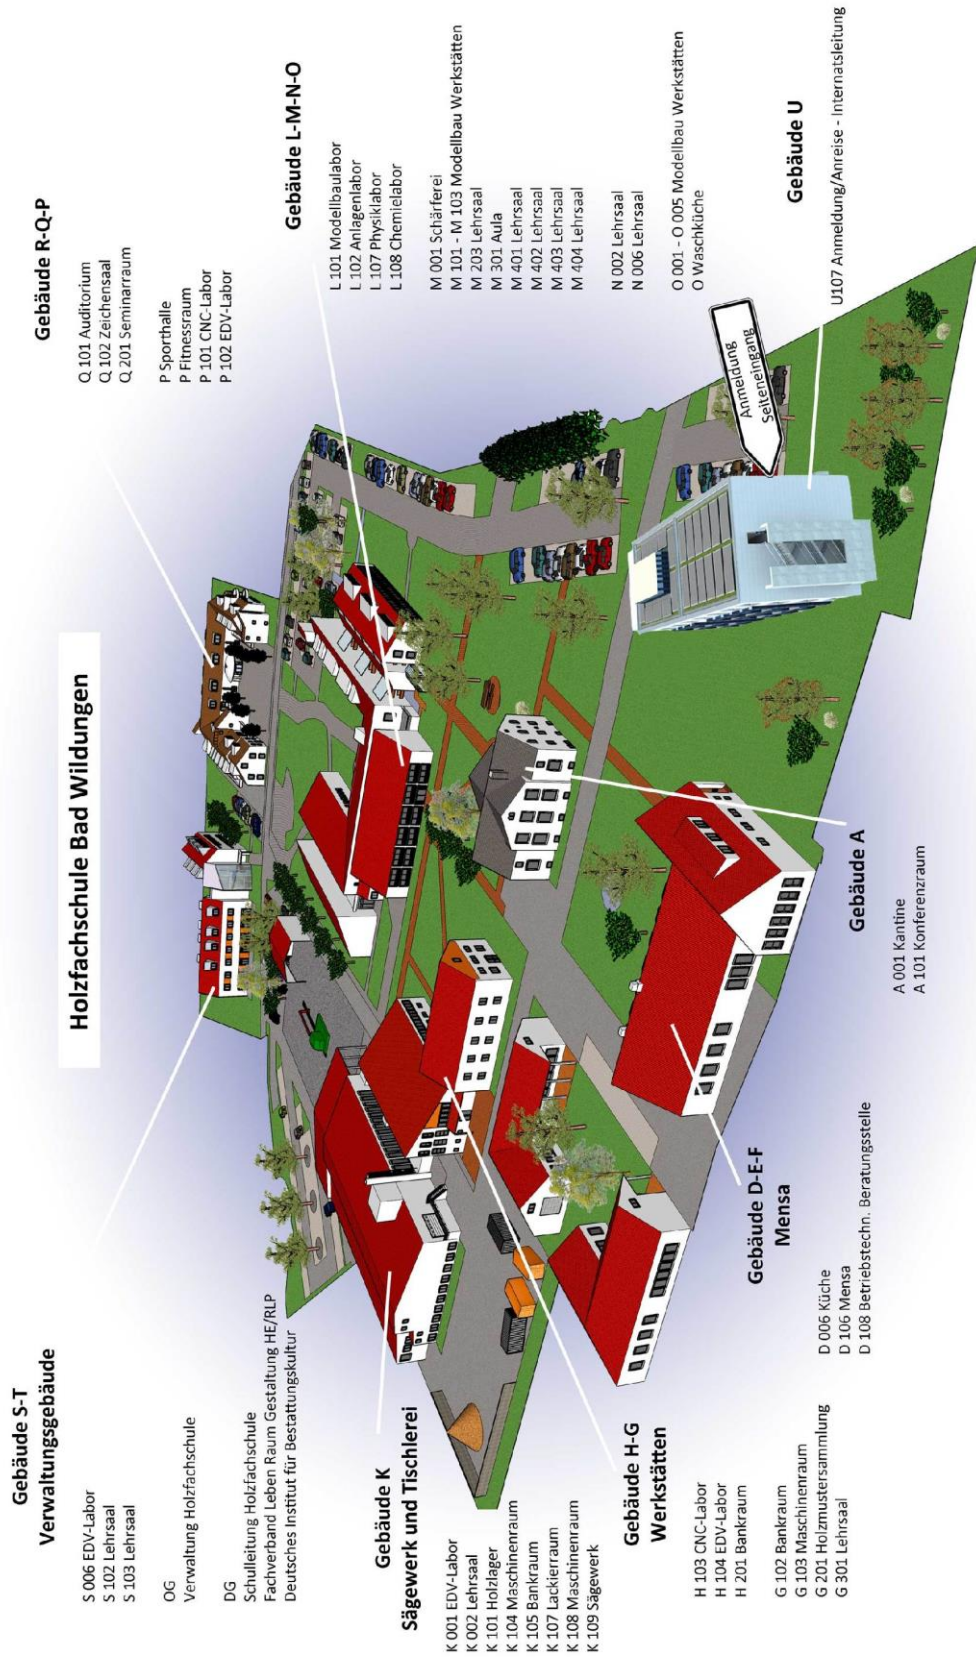 Holzfachschule Bad Wildungen
Gebäude S-T
Verwaltungsgebäude
S 006 EDV-Labor
S 102 Lehrsaal
S 103 Lehrsaal
OG
Verwaltung Holzfachschule
DG
Schulleitung Holzfachschule
Fachverband Leben Raum Gestaltung HE/RLP
Deutsches Institut für Bestattungskultur
Gebäude R-Q-P
Q 101 Auditorium
Q 102 Zeichensaal
Q 201 Seminarraum
P Sporthalle
P Fitnessraum
P 101 CNC-Labor
P 102 EDV-Labor
Gebäude L-M-N-O
L 101 Modellbaulabor
L 102 Anlagenlabor
L 107 Physiklabor
L 108 Chemielabor
M 001 Schärferei
M 101 - M 103 Modellbau Werkstätten
M 203 Lehrsaal
M 301 Aula
M 401 Lehrsaal
M 402 Lehrsaal
M 403 Lehrsaal
M 404 Lehrsaal
N 002 Lehrsaal
N 006 Lehrsaal
O 001 - O 005 Modellbau Werkstätten
O Waschküche
Gebäude K
Sägewerk und Tischlerei
K 001 EDV-Labor
K 002 Lehrsaal
K 101 Holzlager
K 104 Maschinenraum
K 105 Bankraum
K 107 Lackierraum
K 108 Maschinenraum
K 109 Sägewerk
Gebäude H-G
Werkstätten
H 103 CNC-Labor
H 104 EDV-Labor
H 201 Bankraum
G 102 Bankraum
G 103 Maschinenraum
G 201 Holzmustersammlung
G 301 Lehrsaal
Gebäude D-E-F
Mensa
D 006 Küche
D 106 Mensa
D 108 Betriebstechn. Beratungsstelle
Gebäude A
A 001 Kantine
A 101 Konferenzraum
Anmeldung
Seiteneingang
Gebäude U
U107 Anmeldung/Anreise - Internatsleitung